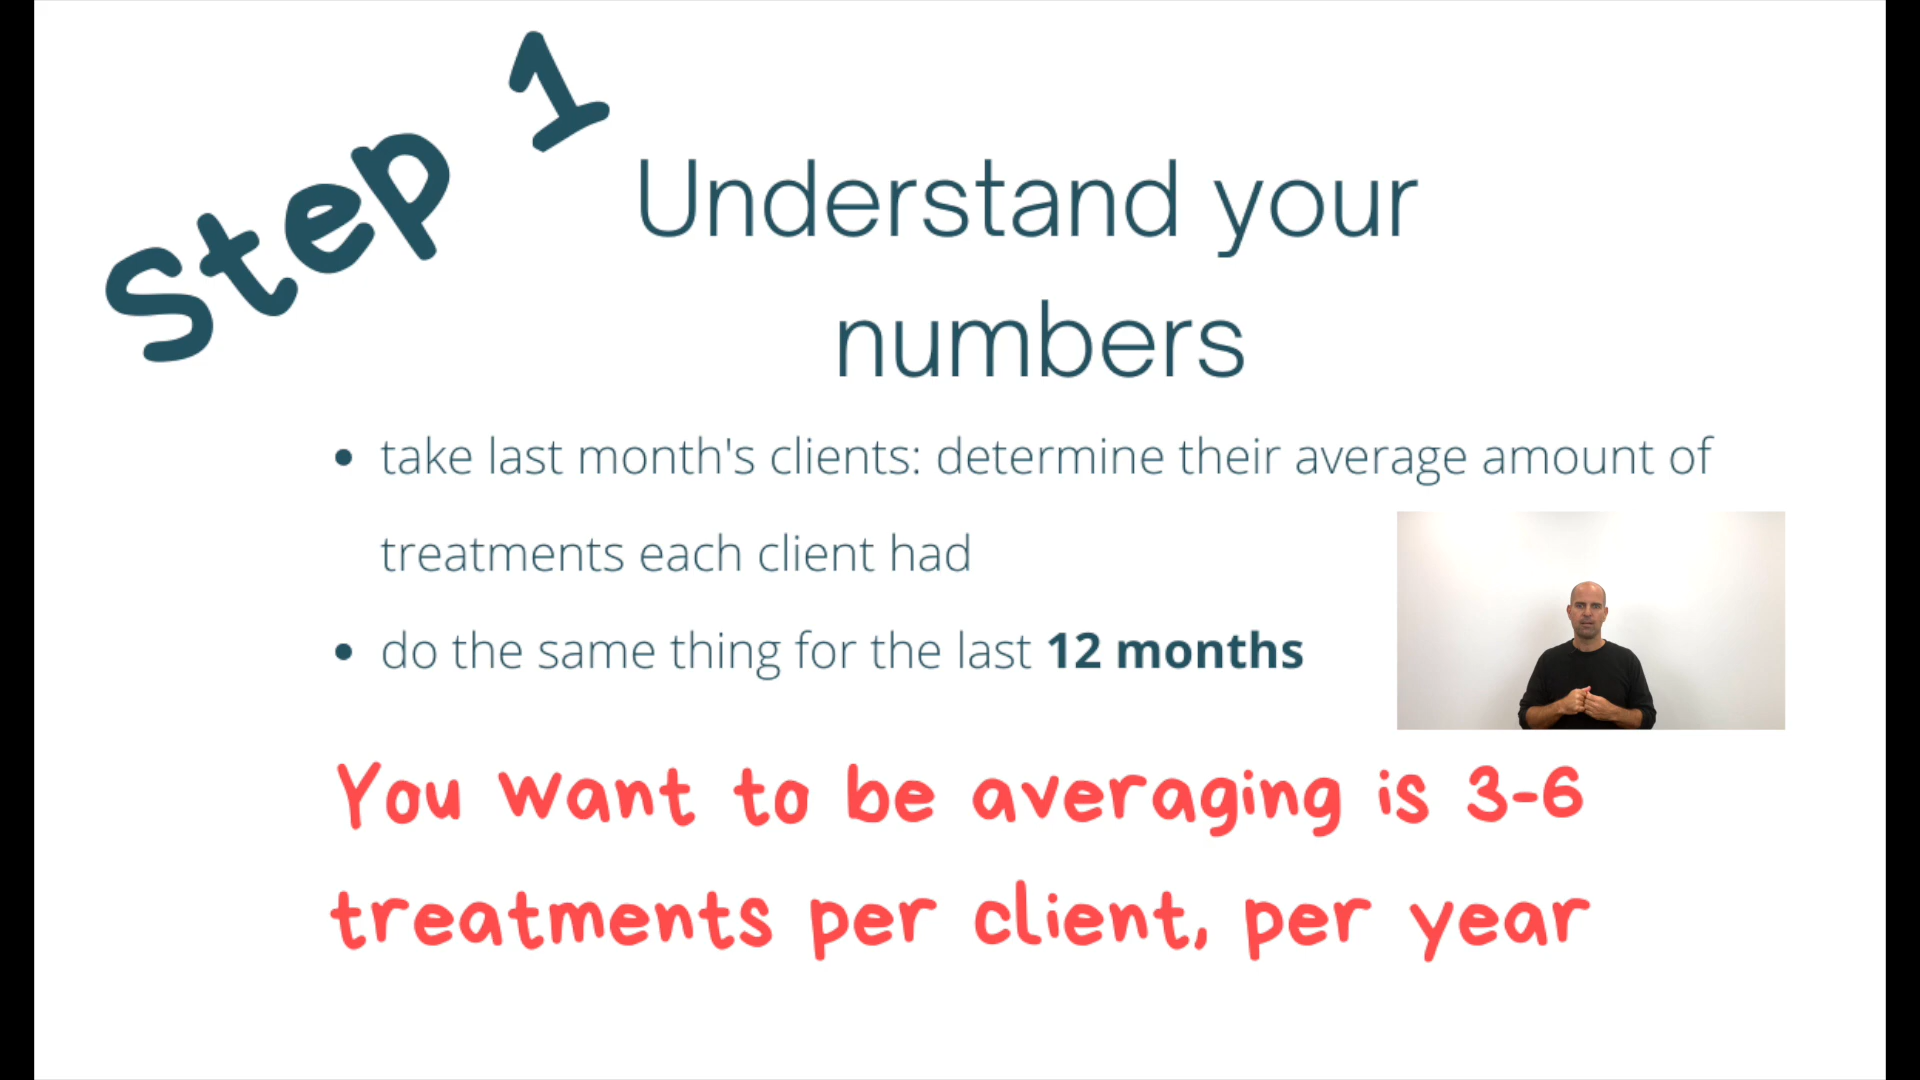 Step 1
Understand your
numbers
• take last month's clients: determine their average amount of
treatments each client had
• do the same thing for the last 12 months
You want to be averaging is 3-6
treatments per client, per year